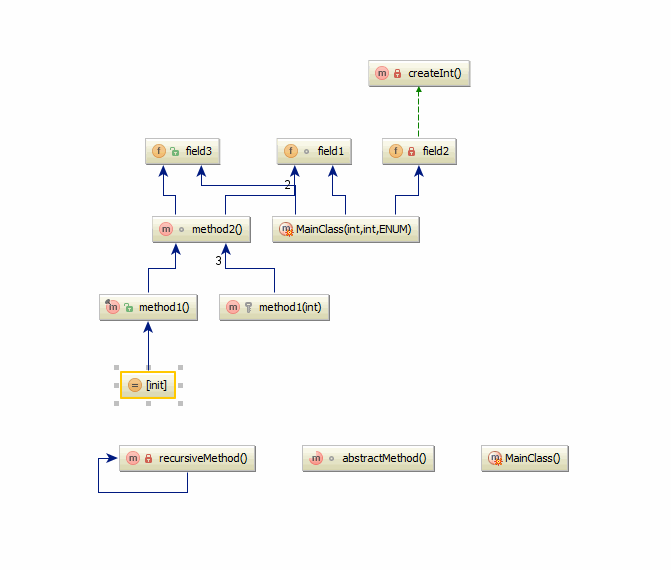 m createInt()
f field3
f field1
f field2
2
m method2()
m MainClass(int,int,ENUM)
3
m method1()
m method1(int)
= [init]
m recursiveMethod()
m abstractMethod()
m MainClass()